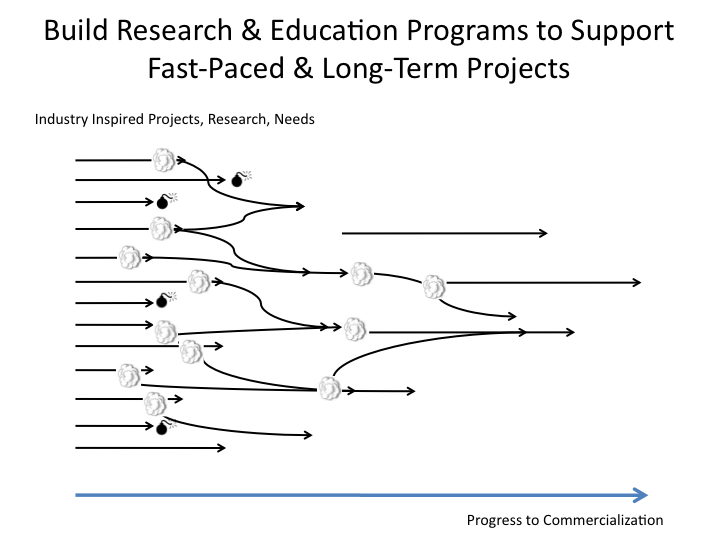 Build Research & Education Programs to Support
Fast-Paced & Long-Term Projects
Industry Inspired Projects, Research, Needs
Progress to Commercialization